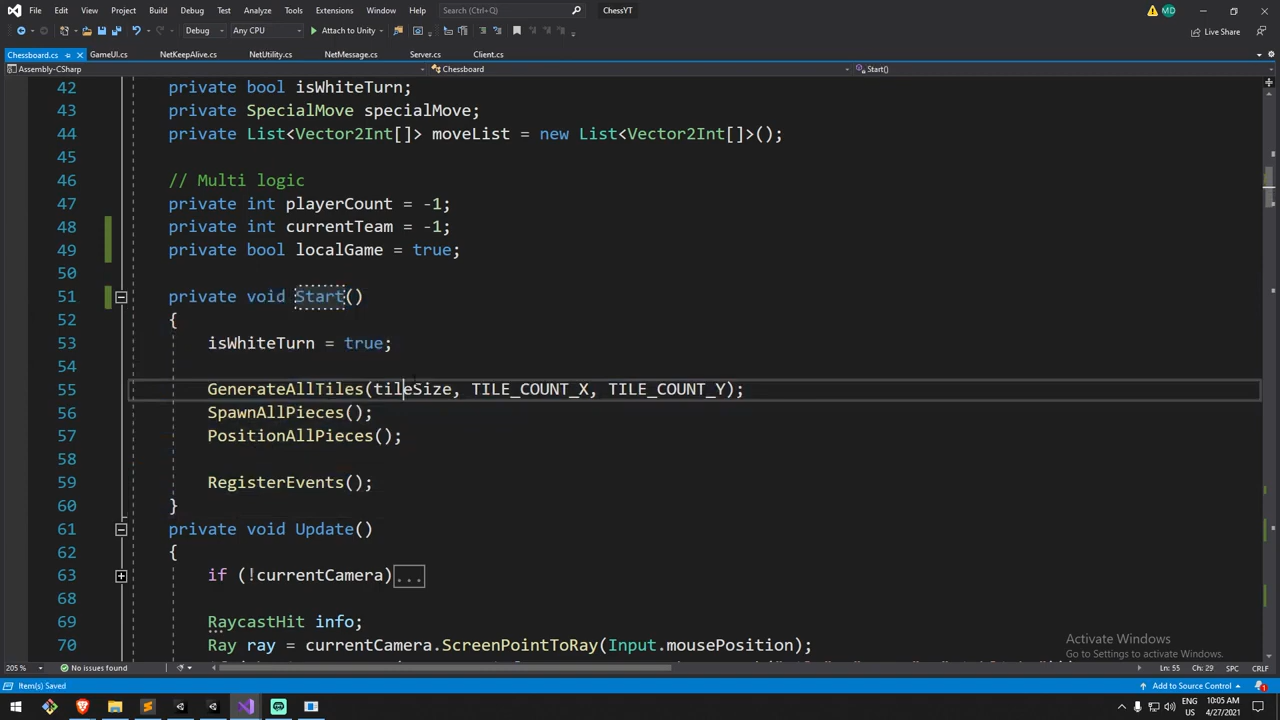 File Edit View Project Build Debug Test Analyze Tools Extensions Window Help Search (Ctrl+Q) ChessYT MD
Debug Any CPU Attach to Unity Live Share
Chessboard.cs GameUI.cs NetKeepAlive.cs NetUtility.cs NetMessage.cs Server.cs Client.cs
Assembly-CSharp Chessboard Start()
42 private bool isWhiteTurn;
43 private SpecialMove specialMove;
44 private List<Vector2Int[]> moveList = new List<Vector2Int[]>();
45
46 // Multi logic
47 private int playerCount = -1;
48 private int currentTeam = -1;
49 private bool localGame = true;
50
51 private void Start()
52 {
53 isWhiteTurn = true;
54
55 GenerateAllTiles(tileSize, TILE_COUNT_X, TILE_COUNT_Y);
56 SpawnAllPieces();
57 PositionAllPieces();
58
59 RegisterEvents();
60 }
61 private void Update()
62 {
63 if (!currentCamera)...
68
69 RaycastHit info;
70 Ray ray = currentCamera.ScreenPointToRay(Input.mousePosition);
Activate Windows
Go to Settings to activate Windows.
205 % No issues found Ln: 55 Ch: 29 SPC CRLF
Item(s) Saved Add to Source Control 1
ENG 10:05 AM
US 4/27/2021